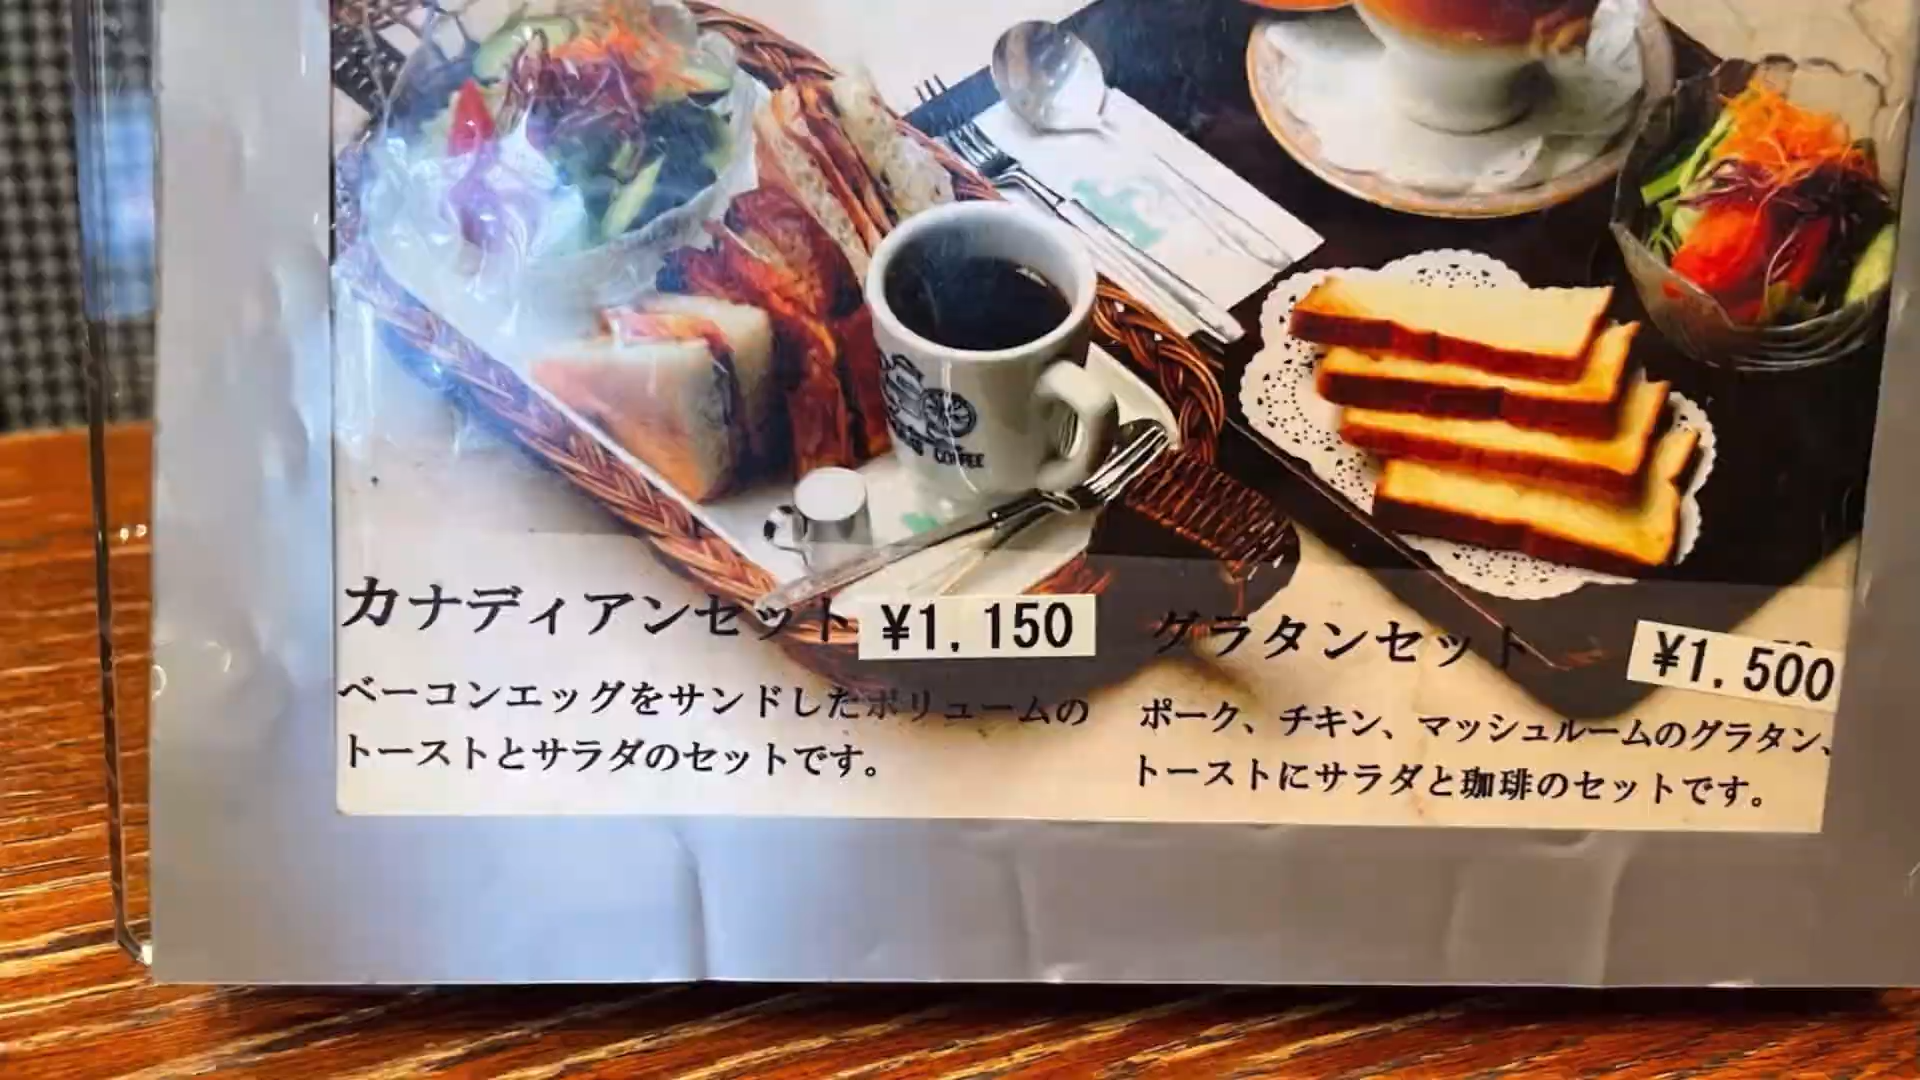 COFFEE
カナディアンセット ¥1,150
ベーコンエッグをサンドしたボリュームの
トーストとサラダのセットです。
グラタンセット ¥1,500
ポーク、チキン、マッシュルームのグラタン、
トーストにサラダと珈琲のセットです。